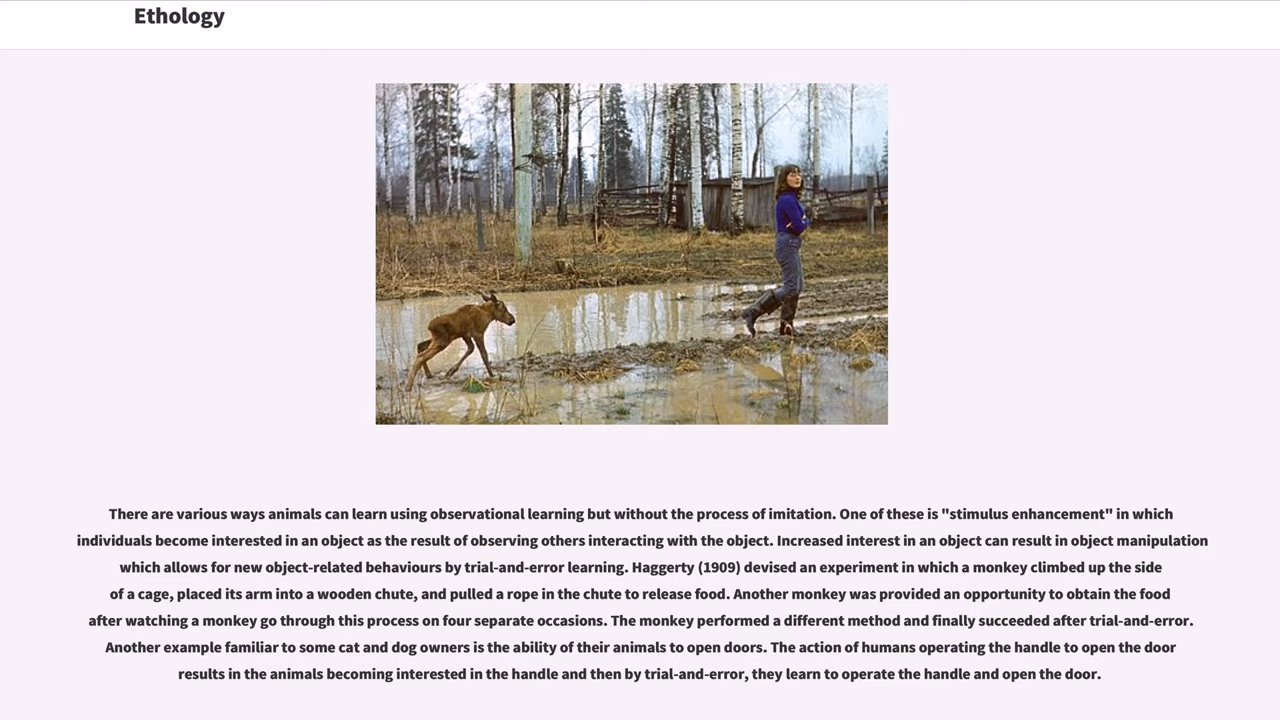 Ethology
There are various ways animals can learn using observational learning but without the process of imitation. One of these is "stimulus enhancement" in which
individuals become interested in an object as the result of observing others interacting with the object. Increased interest in an object can result in object manipulation
which allows for new object-related behaviours by trial-and-error learning. Haggerty (1909) devised an experiment in which a monkey climbed up the side
of a cage, placed its arm into a wooden chute, and pulled a rope in the chute to release food. Another monkey was provided an opportunity to obtain the food
after watching a monkey go through this process on four separate occasions. The monkey performed a different method and finally succeeded after trial-and-error.
Another example familiar to some cat and dog owners is the ability of their animals to open doors. The action of humans operating the handle to open the door
results in the animals becoming interested in the handle and then by trial-and-error, they learn to operate the handle and open the door.